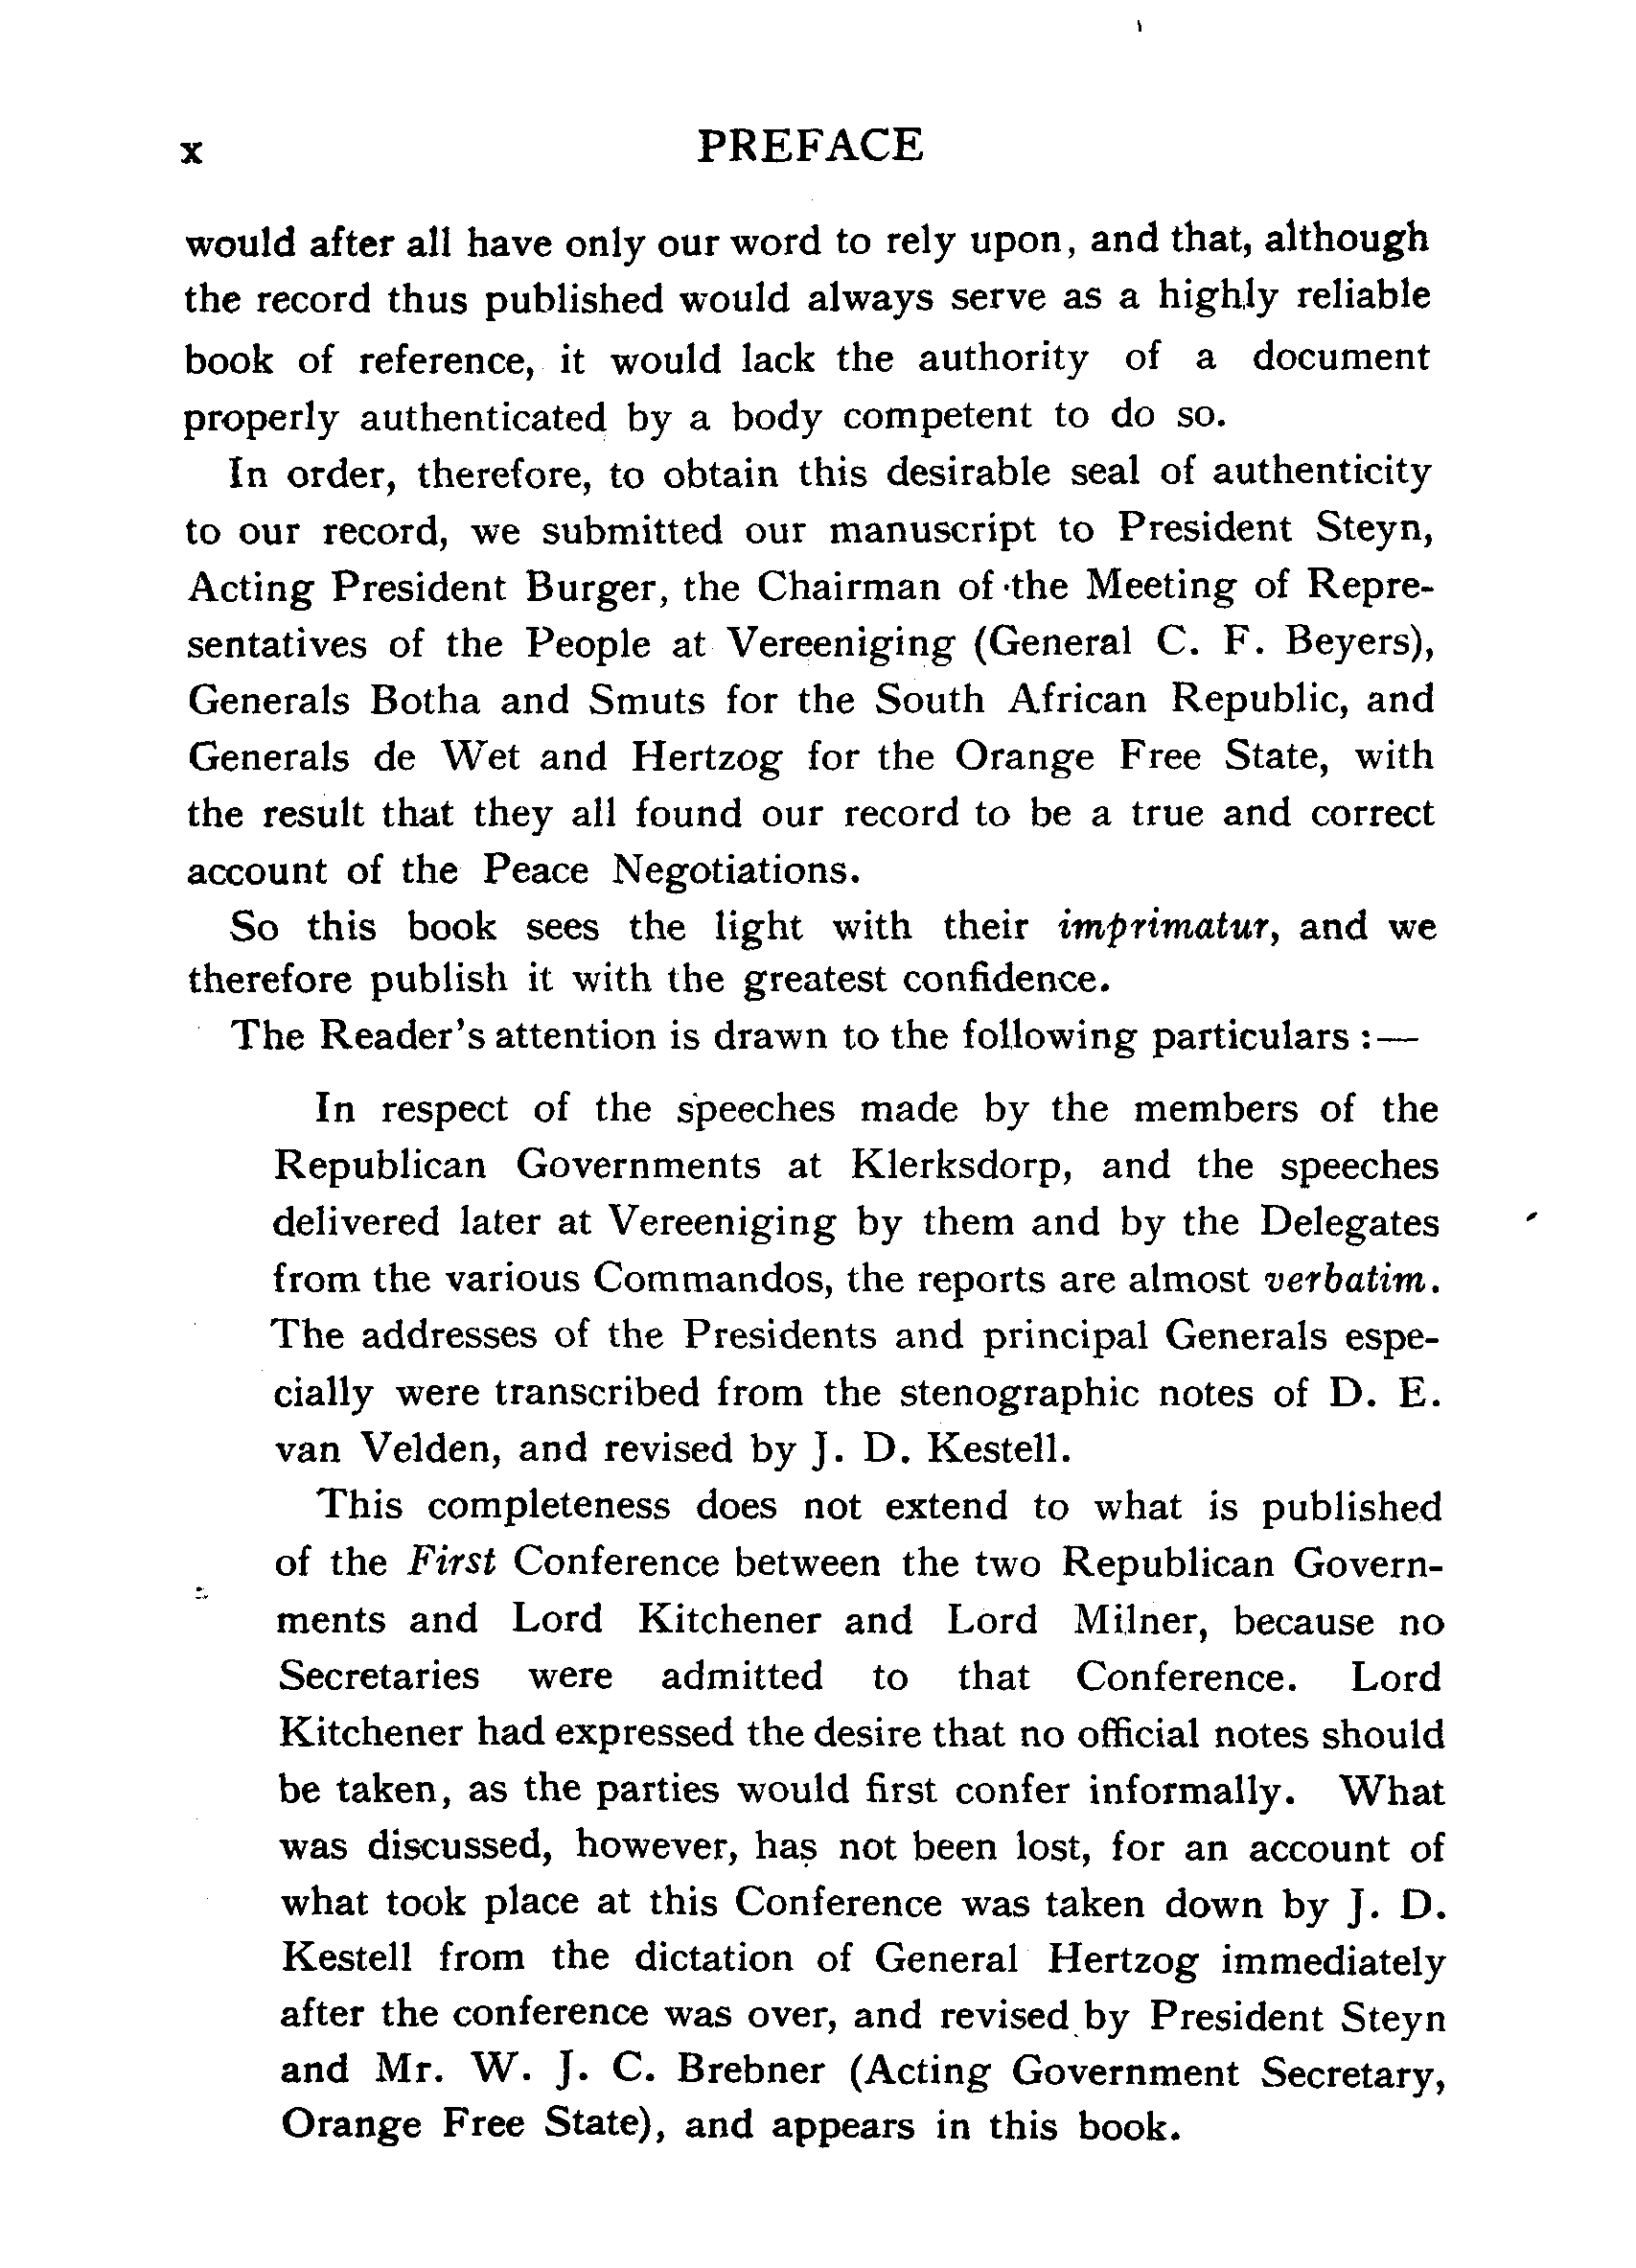 x PREFACE
would after all have only our word to rely upon, and that, although
the record thus published would always serve as a highly reliable
book of reference, it would lack the authority of a document
properly authenticated by a body competent to do so.
In order, therefore, to obtain this desirable seal of authenticity
to our record, we submitted our manuscript to President Steyn,
Acting President Burger, the Chairman of the Meeting of Repre-
sentatives of the People at Vereeniging (General C. F. Beyers),
Generals Botha and Smuts for the South African Republic, and
Generals de Wet and Hertzog for the Orange Free State, with
the result that they all found our record to be a true and correct
account of the Peace Negotiations.
So this book sees the light with their imprimatur, and we
therefore publish it with the greatest confidence.
The Reader's attention is drawn to the following particulars :—
In respect of the speeches made by the members of the
Republican Governments at Klerksdorp, and the speeches
delivered later at Vereeniging by them and by the Delegates
from the various Commandos, the reports are almost verbatim.
The addresses of the Presidents and principal Generals espe-
cially were transcribed from the stenographic notes of D. E.
van Velden, and revised by J. D. Kestell.
This completeness does not extend to what is published
of the First Conference between the two Republican Govern-
ments and Lord Kitchener and Lord Milner, because no
Secretaries were admitted to that Conference. Lord
Kitchener had expressed the desire that no official notes should
be taken, as the parties would first confer informally. What
was discussed, however, has not been lost, for an account of
what took place at this Conference was taken down by J. D.
Kestell from the dictation of General Hertzog immediately
after the conference was over, and revised by President Steyn
and Mr. W. J. C. Brebner (Acting Government Secretary,
Orange Free State), and appears in this book.